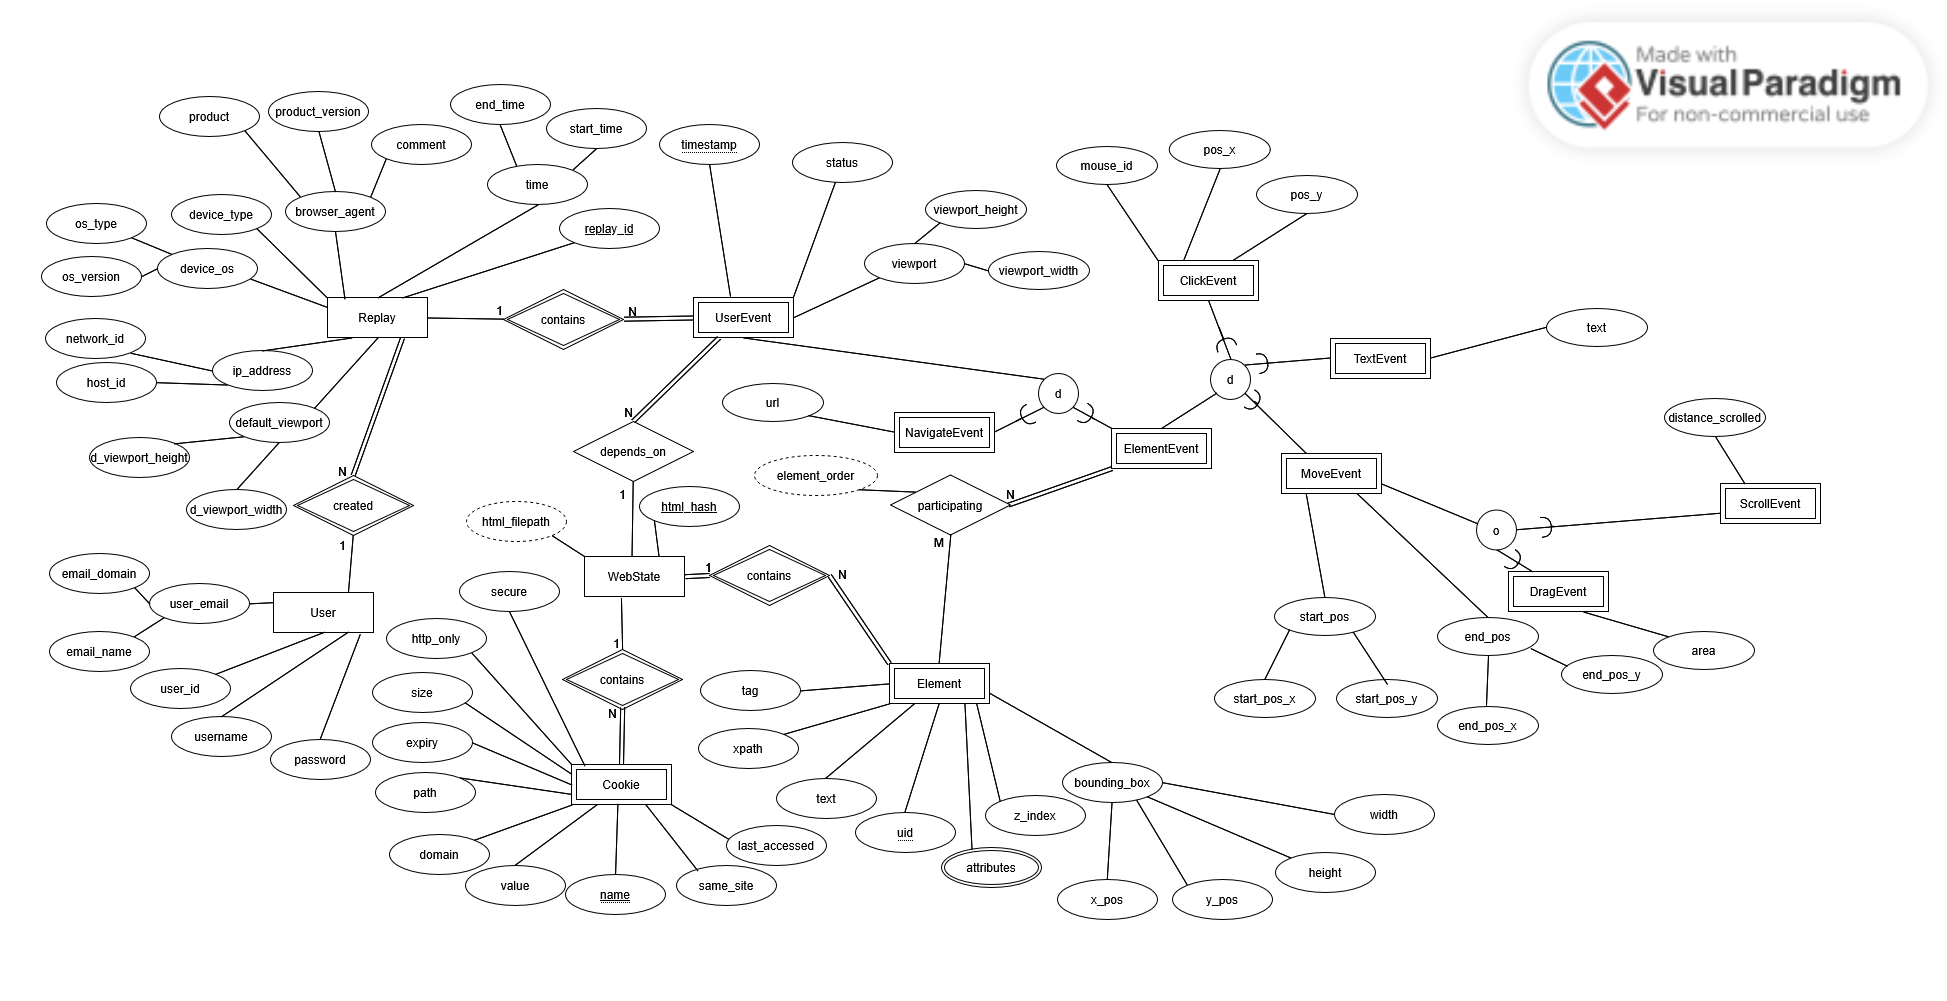 Made with
Visual Paradigm
For non-commercial use
end_time
product_version
product
start_time
comment
timestamp
status
pos_x
mouse_id
time
pos_y
viewport_height
browser_agent
device_type
os_type
replay_id
viewport
device_os
viewport_width
os_version
ClickEvent
Replay
1
contains
N
UserEvent
text
network_id
TextEvent
ip_address
host_id
d
d
url
N
default_viewport
NavigateEvent
distance_scrolled
depends_on
ElementEvent
d_viewport_height
N
element_order
MoveEvent
1
N
html_hash
participating
created
d_viewport_width
ScrollEvent
html_filepath
o
1
M
email_domain
1
contains
N
WebState
secure
DragEvent
user_email
User
start_pos
http_only
1
end_pos
email_name
area
contains
end_pos_y
Element
user_id
size
tag
start_pos_x
start_pos_y
N
end_pos_x
username
expiry
xpath
password
Cookie
bounding_box
path
text
z_index
width
uid
last_accessed
domain
attributes
height
value
name
same_site
x_pos
y_pos